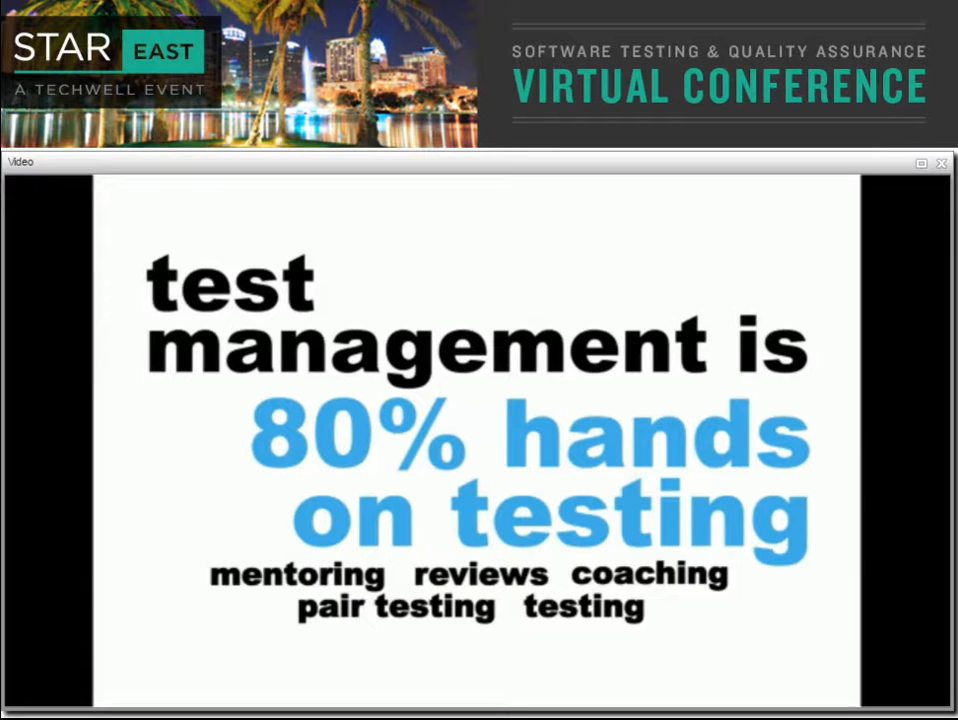 STAR EAST
A TECHWELL EVENT
SOFTWARE TESTING & QUALITY ASSURANCE
VIRTUAL CONFERENCE
Video
test
management is
80% hands
on testing
mentoring reviews coaching
pair testing testing